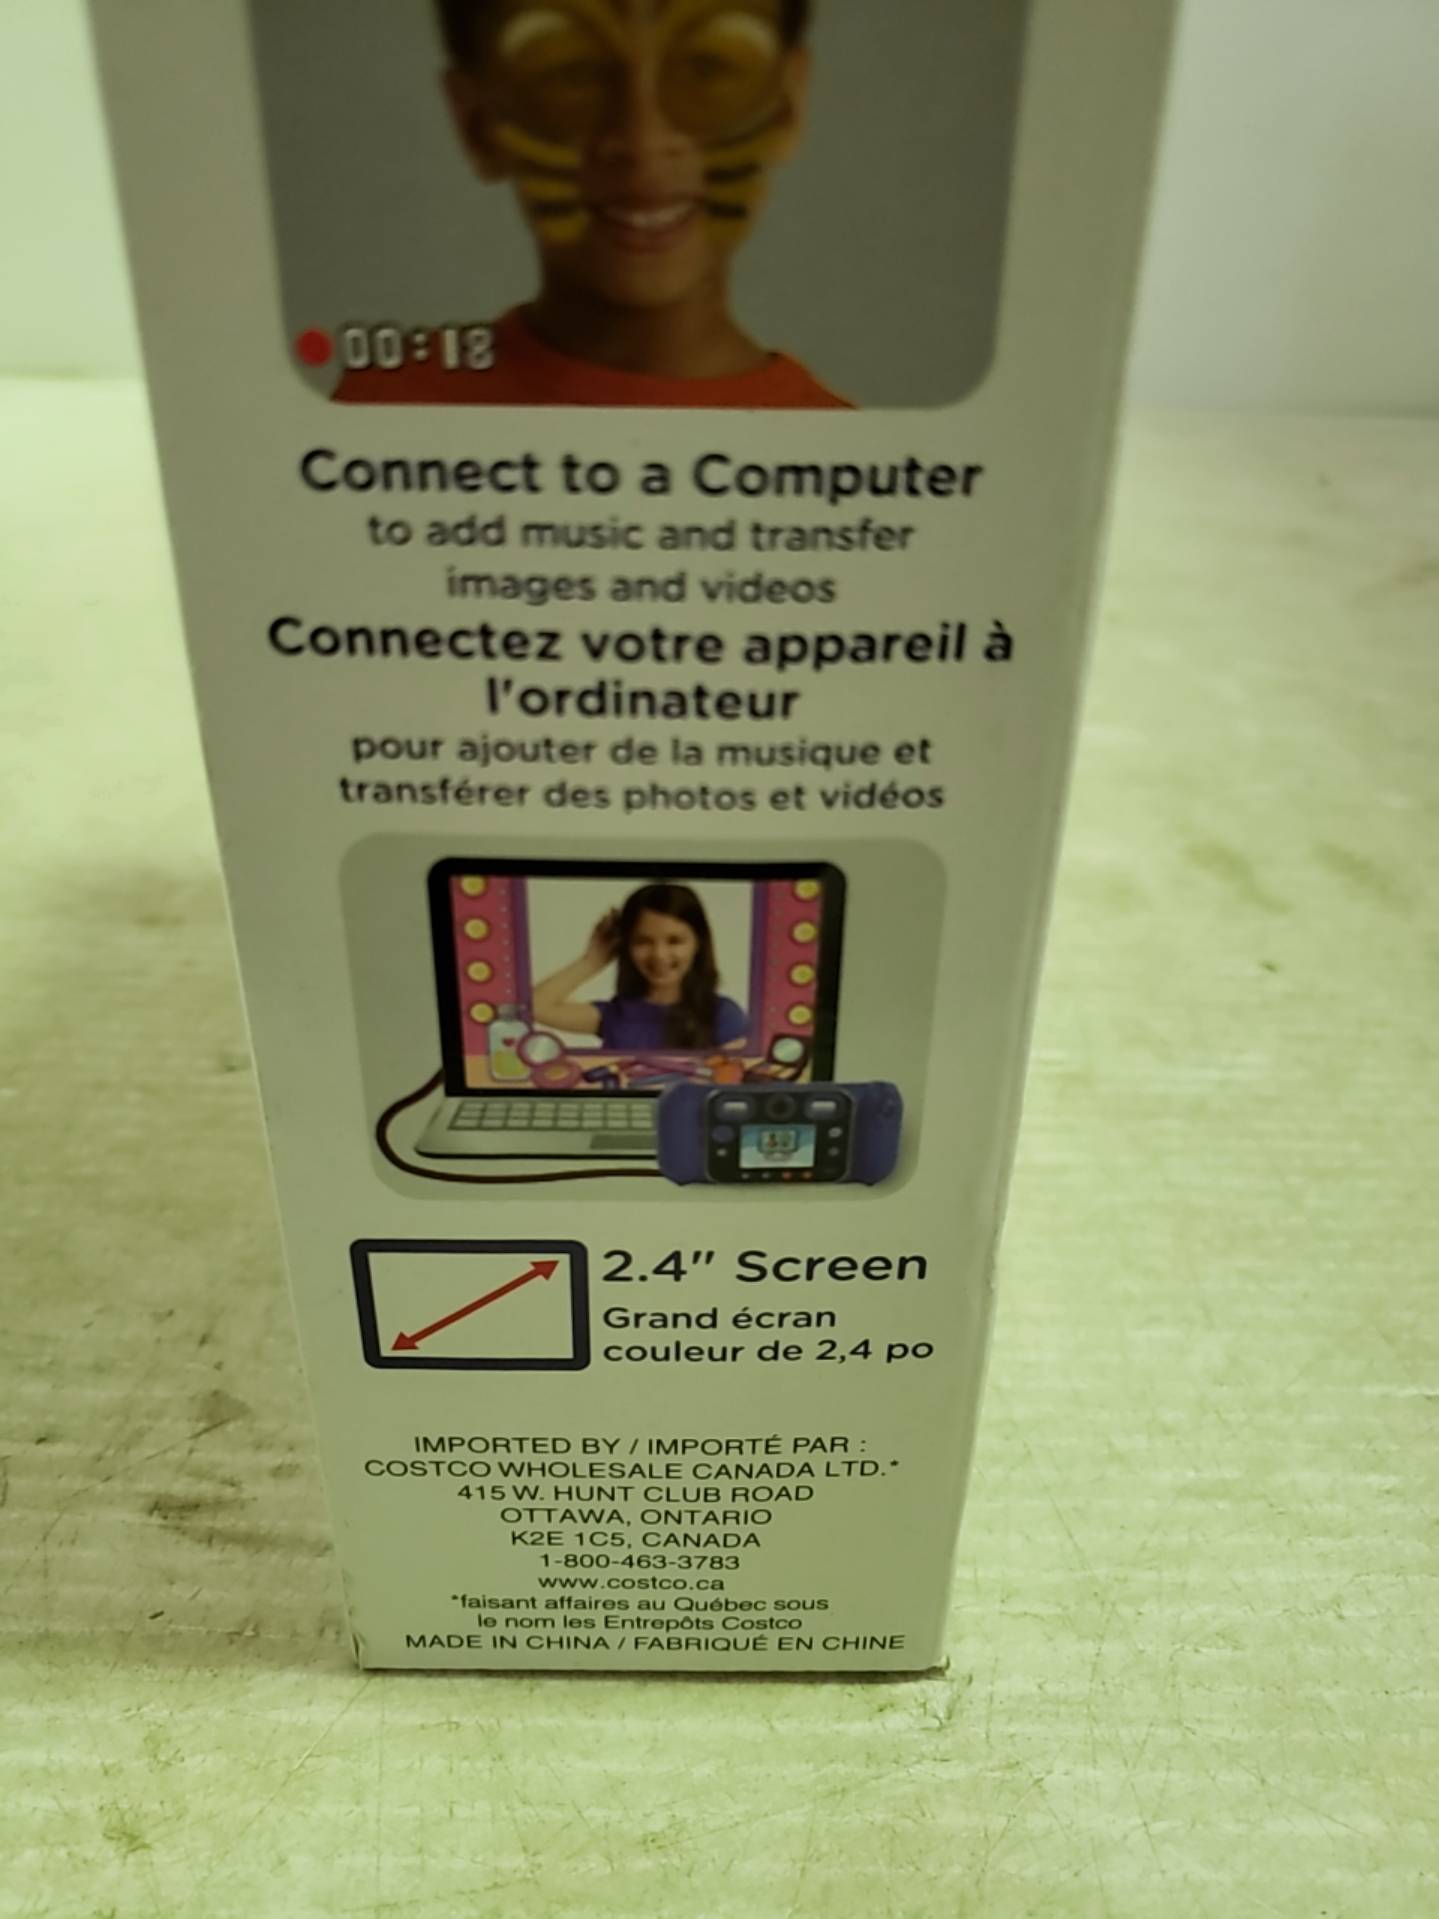 00:18
Connect to a Computer
to add music and transfer
images and videos
Connectez votre appareil à
l'ordinateur
pour ajouter de la musique et
transférer des photos et vidéos
2.4" Screen
Grand écran
couleur de 2,4 po
IMPORTED BY / IMPORTÉ PAR :
COSTCO WHOLESALE CANADA LTD.*
415 W. HUNT CLUB ROAD
OTTAWA, ONTARIO
K2E 1C5, CANADA
1-800-463-3783
www.costco.ca
*faisant affaires au Québec sous
le nom les Entrepôts Costco
MADE IN CHINA / FABRIQUÉ EN CHINE